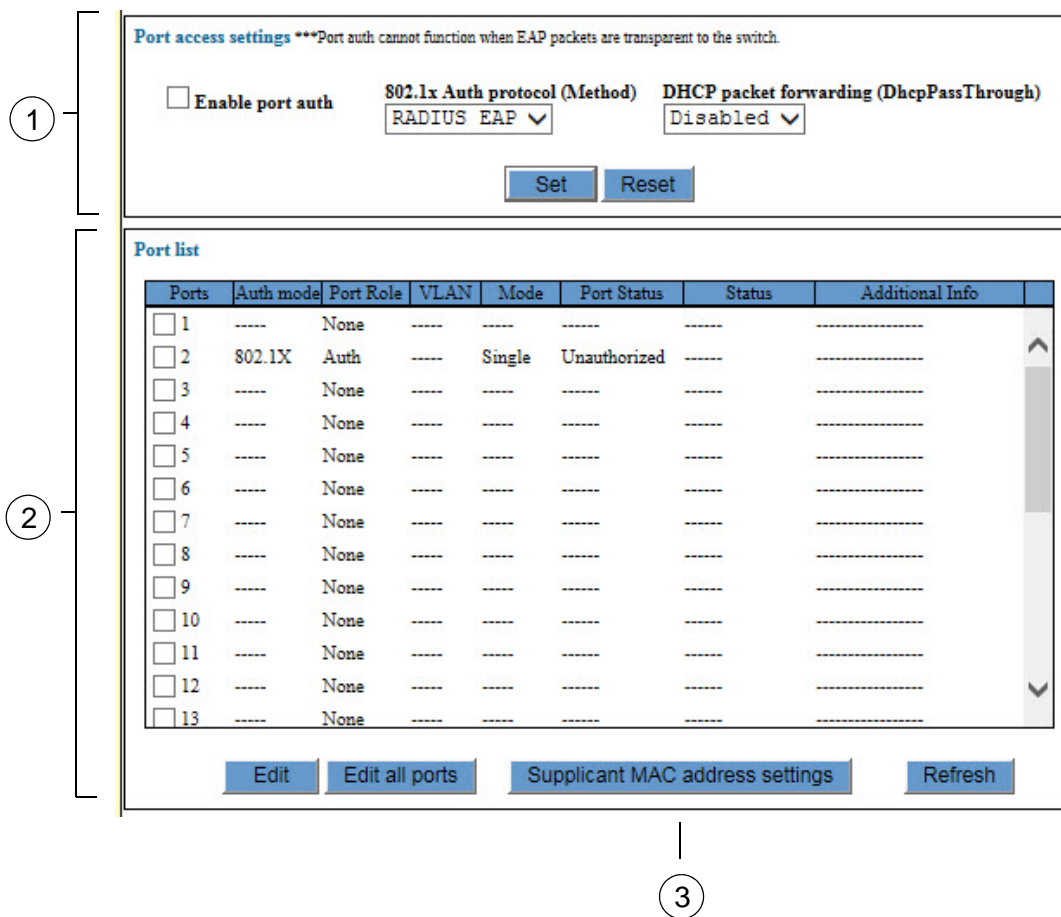 1
Port access settings ***Port auth cannot function when EAP packets are transparent to the switch.
Enable port auth
802.1x Auth protocol (Method)
RADIUS EAP
DHCP packet forwarding (DhcpPassThrough)
Disabled
Set Reset
2
Port list
Ports Auth mode Port Role VLAN Mode Port Status Status Additional Info
1 ----- None ----- ----- ------ ------ -----------------
2 802.1X Auth ----- Single Unauthorized ------ -----------------
3 ----- None ----- ----- ------ ------ -----------------
4 ----- None ----- ----- ------ ------ -----------------
5 ----- None ----- ----- ------ ------ -----------------
6 ----- None ----- ----- ------ ------ -----------------
7 ----- None ----- ----- ------ ------ -----------------
8 ----- None ----- ----- ------ ------ -----------------
9 ----- None ----- ----- ------ ------ -----------------
10 ----- None ----- ----- ------ ------ -----------------
11 ----- None ----- ----- ------ ------ -----------------
12 ----- None ----- ----- ------ ------ -----------------
13 ----- None ----- ----- ------ ------ -----------------
Edit Edit all ports Supplicant MAC address settings Refresh
3